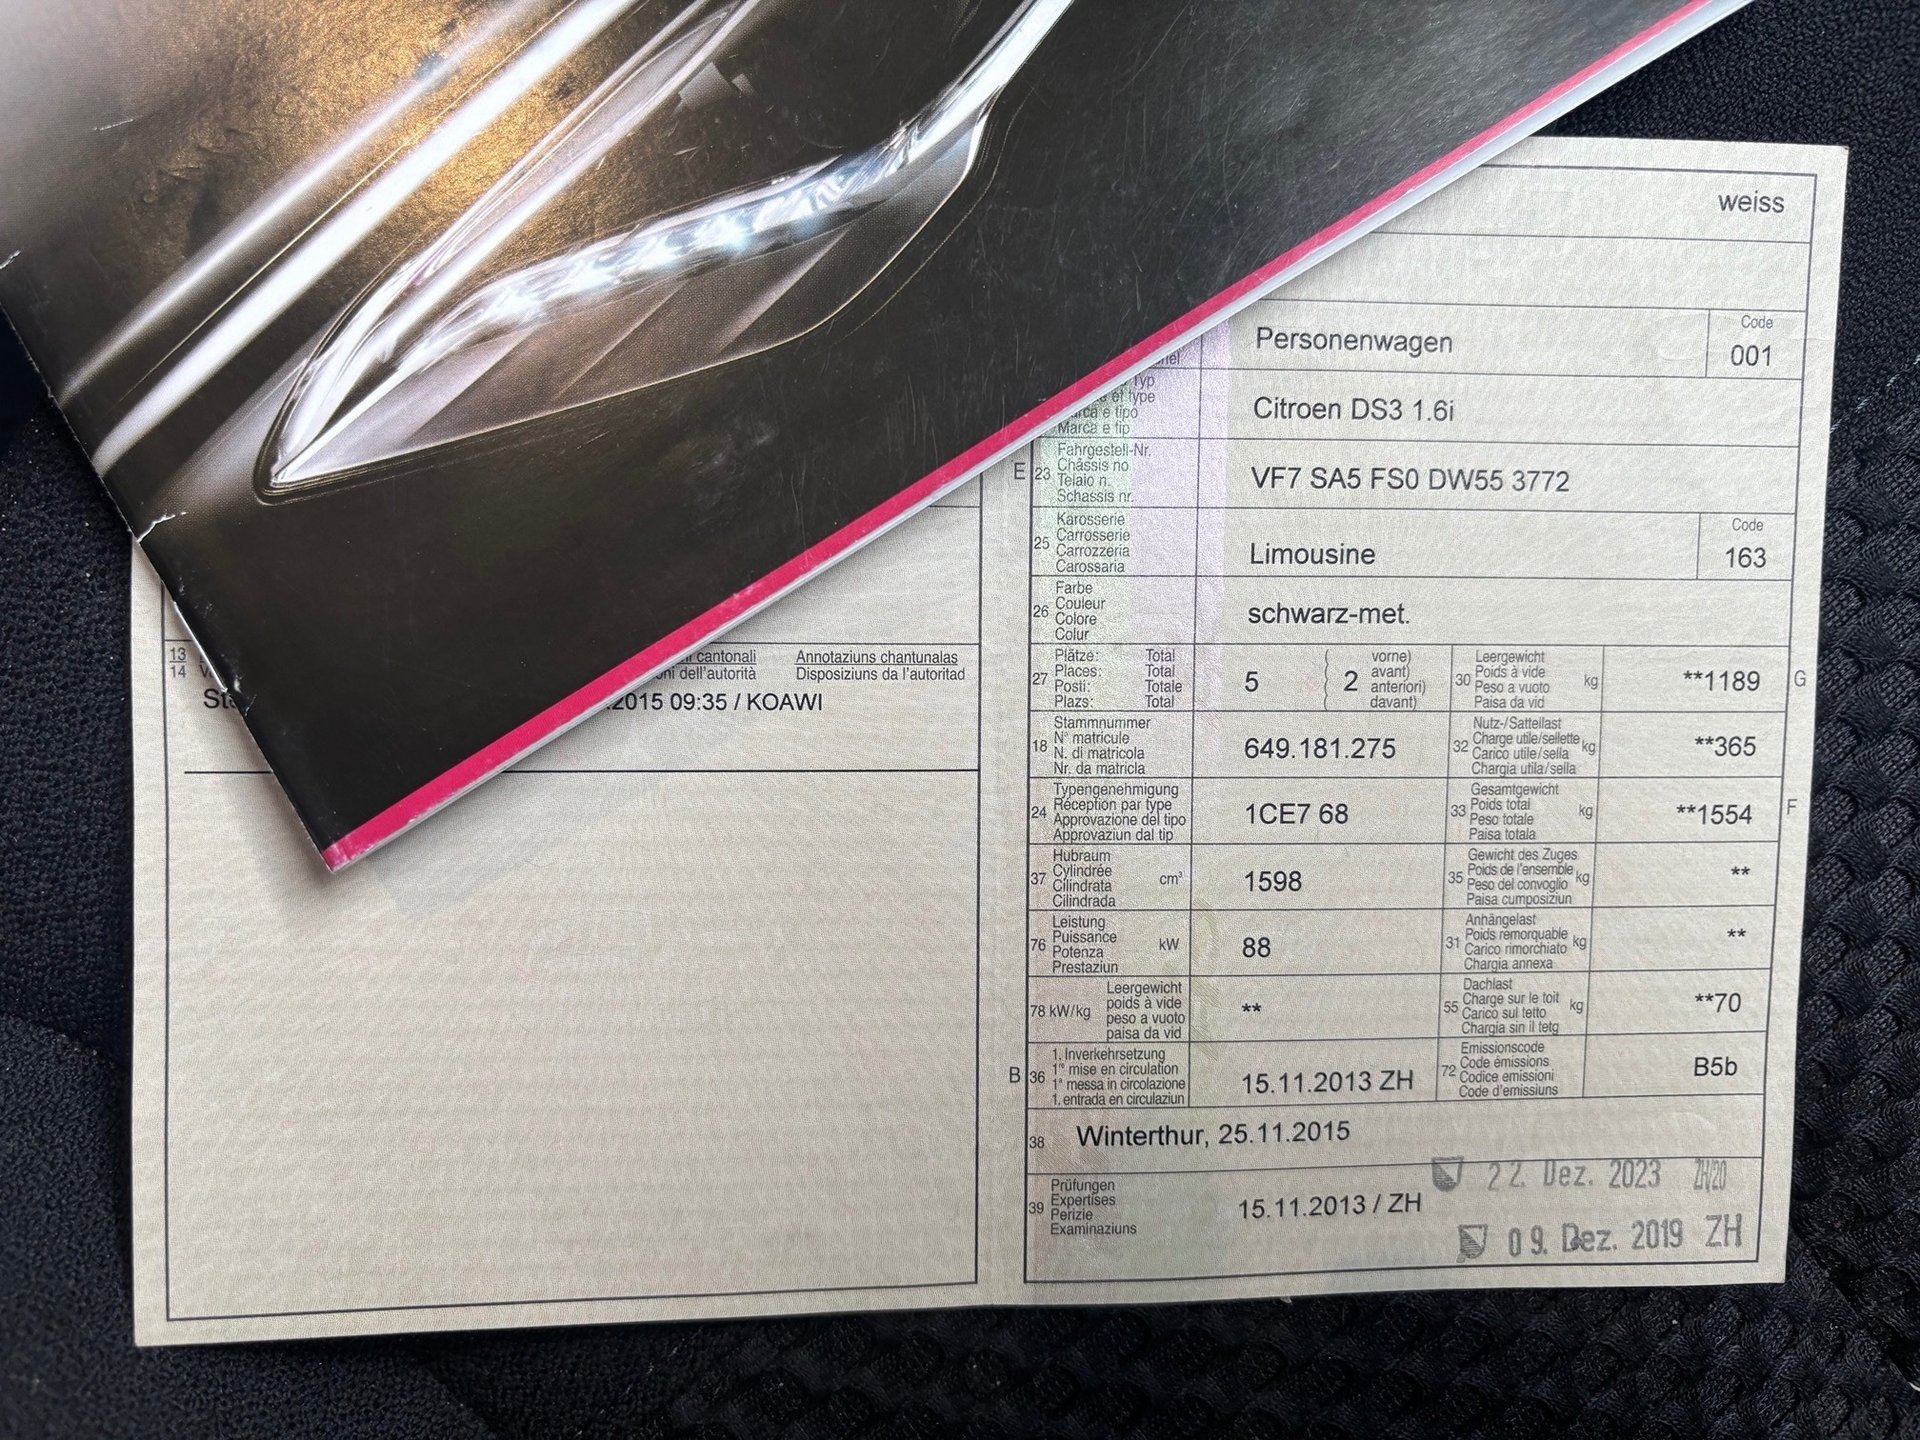 weiss
Personenwagen
Code
001
Typ
et type
Marca e tipo
Marca e tip
Citroen DS3 1.6i
E
23
Fahrgestell-Nr.
Châssis no
Telaio n.
Schassis nr.
VF7 SA5 FS0 DW55 3772
25
Karosserie
Carrosserie
Carrozzeria
Carossaria
Limousine
Code
163
26
Farbe
Couleur
Colore
Colur
schwarz-met.
27
Plätze: Total
Places: Total
Posti: Totale
Plazs: Total
5
2
vorne)
avant)
anteriori)
davant)
30
Leergewicht
Poids à vide
Peso a vuoto
Paisa da vid
kg
**1189
G
18
Stammnummer
N° matricule
N. di matricola
Nr. da matricla
649.181.275
32
Nutz-/Sattellast
Charge utile/sellette
Carico utile/sella
Chargia utila/sella
kg
**365
24
Typengenehmigung
Réception par type
Approvazione del tipo
Approvaziun dal tip
1CE7 68
33
Gesamtgewicht
Poids total
Peso totale
Paisa totala
kg
**1554
F
37
Hubraum
Cylindrée
Cilindrata
Cilindrada
cm³
1598
35
Gewicht des Zuges
Poids de l'ensemble
Peso del convoglio
Paisa cumposiziun
kg
**
76
Leistung
Puissance
Potenza
Prestaziun
kW
88
31
Anhängelast
Poids remorquable
Carico rimorchiato
Chargia annexa
kg
**
78 kW/kg
Leergewicht
poids à vide
peso a vuoto
paisa da vid
**
55
Dachlast
Charge sur le toit
Carico sul tetto
Chargia sin il tetg
kg
**70
B
36
1. Inverkehrsetzung
1re mise en circulation
1a messa in circolazione
1. entrada en circulaziun
15.11.2013 ZH
72
Emissionscode
Code émissions
Codice emissioni
Code d'emissiuns
B5b
38
Winterthur, 25.11.2015
39
Prüfungen
Expertises
Perizie
Examinaziuns
15.11.2013 / ZH
22. Dez. 2023 ZH/20
09. Dez. 2019 ZH
13
14
cantonali
dell'autorità
Annotaziuns chantunalas
Disposiziuns da l'autoritad
2015 09:35 / KOAWI